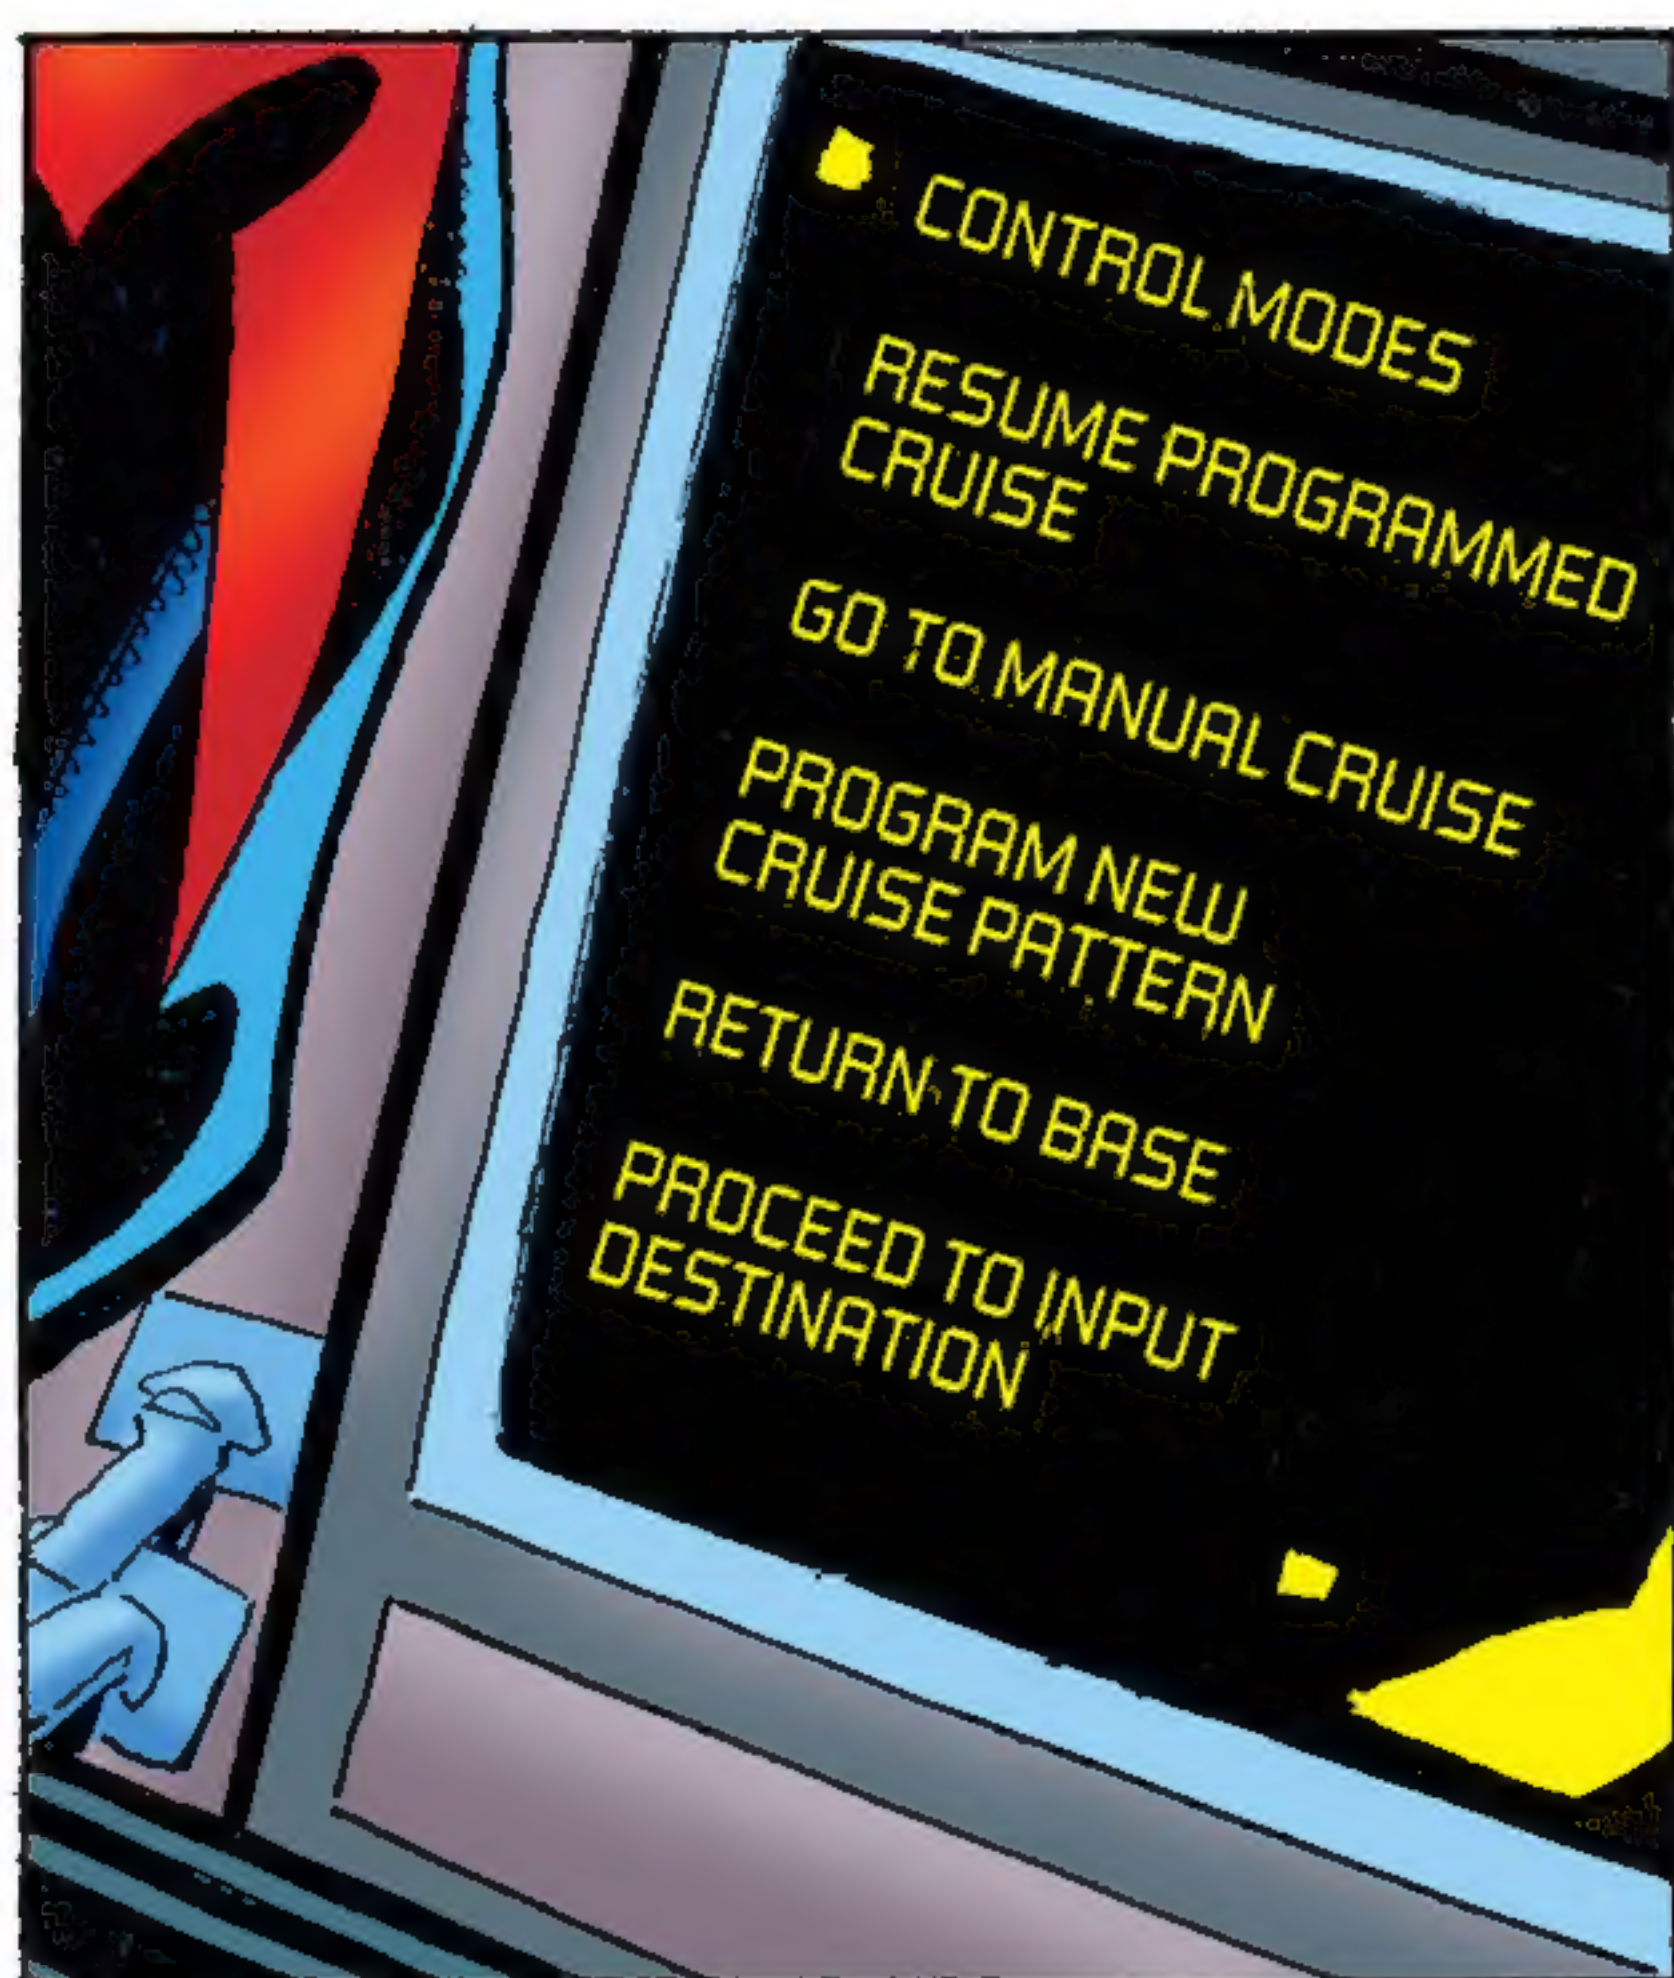 CONTROL MODES
RESUME PROGRAMMED
CRUISE
GO TO MANUAL CRUISE
PROGRAM NEW
CRUISE PATTERN
RETURN TO BASE
PROCEED TO INPUT
DESTINATION